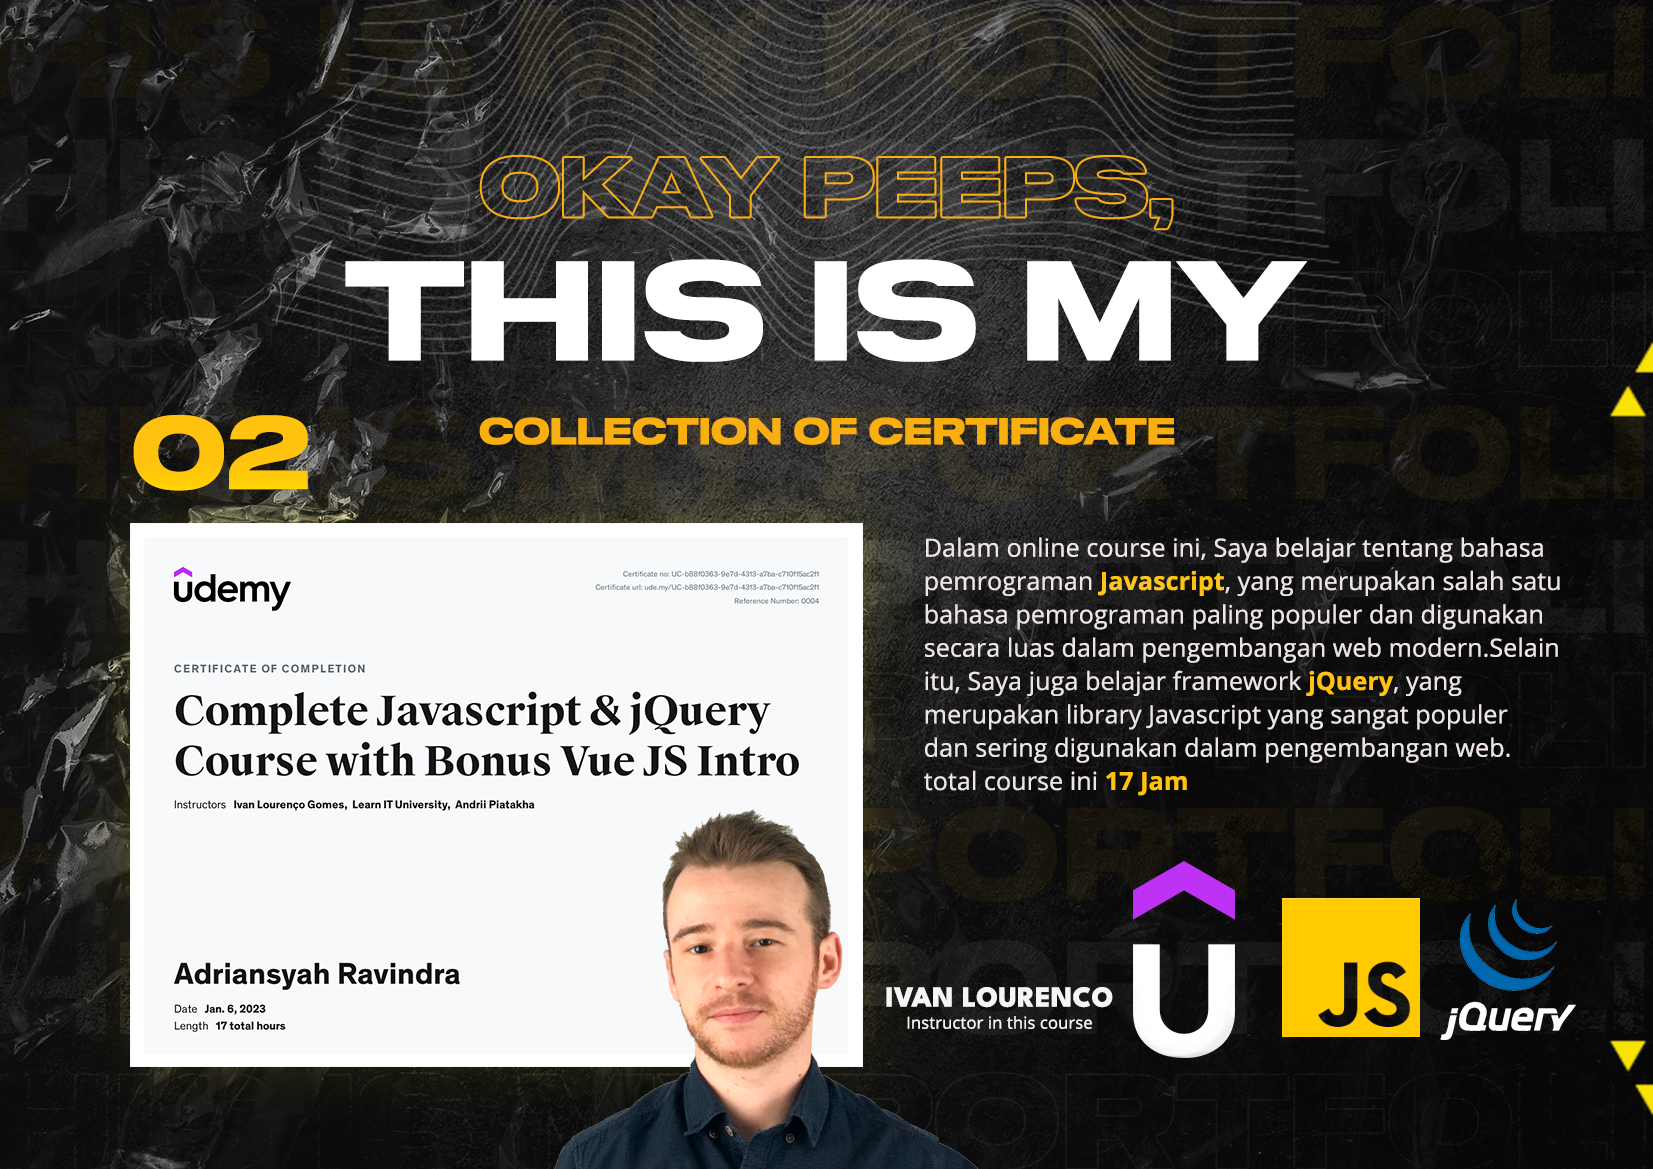 OKAY PEEPS,
THIS IS MY
COLLECTION OF CERTIFICATE
02
udemy
Certificate no: UC-b88f0363-9e7d-4313-a7ba-c710f15ac2f1
Certificate url: ude.my/UC-b88f0363-9e7d-4313-a7ba-c710f15ac2f1
Reference Number: 0004
CERTIFICATE OF COMPLETION
Complete Javascript & jQuery
Course with Bonus Vue JS Intro
Instructors Ivan Lourenço Gomes, Learn IT University, Andrii Piatakha
Adriansyah Ravindra
Date Jan. 6, 2023
Length 17 total hours
Dalam online course ini, Saya belajar tentang bahasa
pemrograman Javascript, yang merupakan salah satu
bahasa pemrograman paling populer dan digunakan
secara luas dalam pengembangan web modern.Selain
itu, Saya juga belajar framework jQuery, yang
merupakan library Javascript yang sangat populer
dan sering digunakan dalam pengembangan web.
total course ini 17 Jam
IVAN LOURENCO
Instructor in this course
JS
jQuery